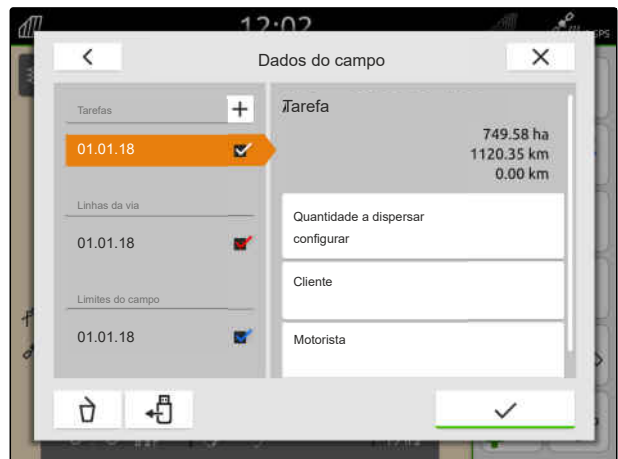 12:02
GPS
Dados do campo
Tarefas
01.01.18
Linhas da via
01.01.18
Limites do campo
01.01.18
Tarefa
749.58 ha
1120.35 km
0.00 km
Quantidade a dispersar
configurar
Cliente
Motorista